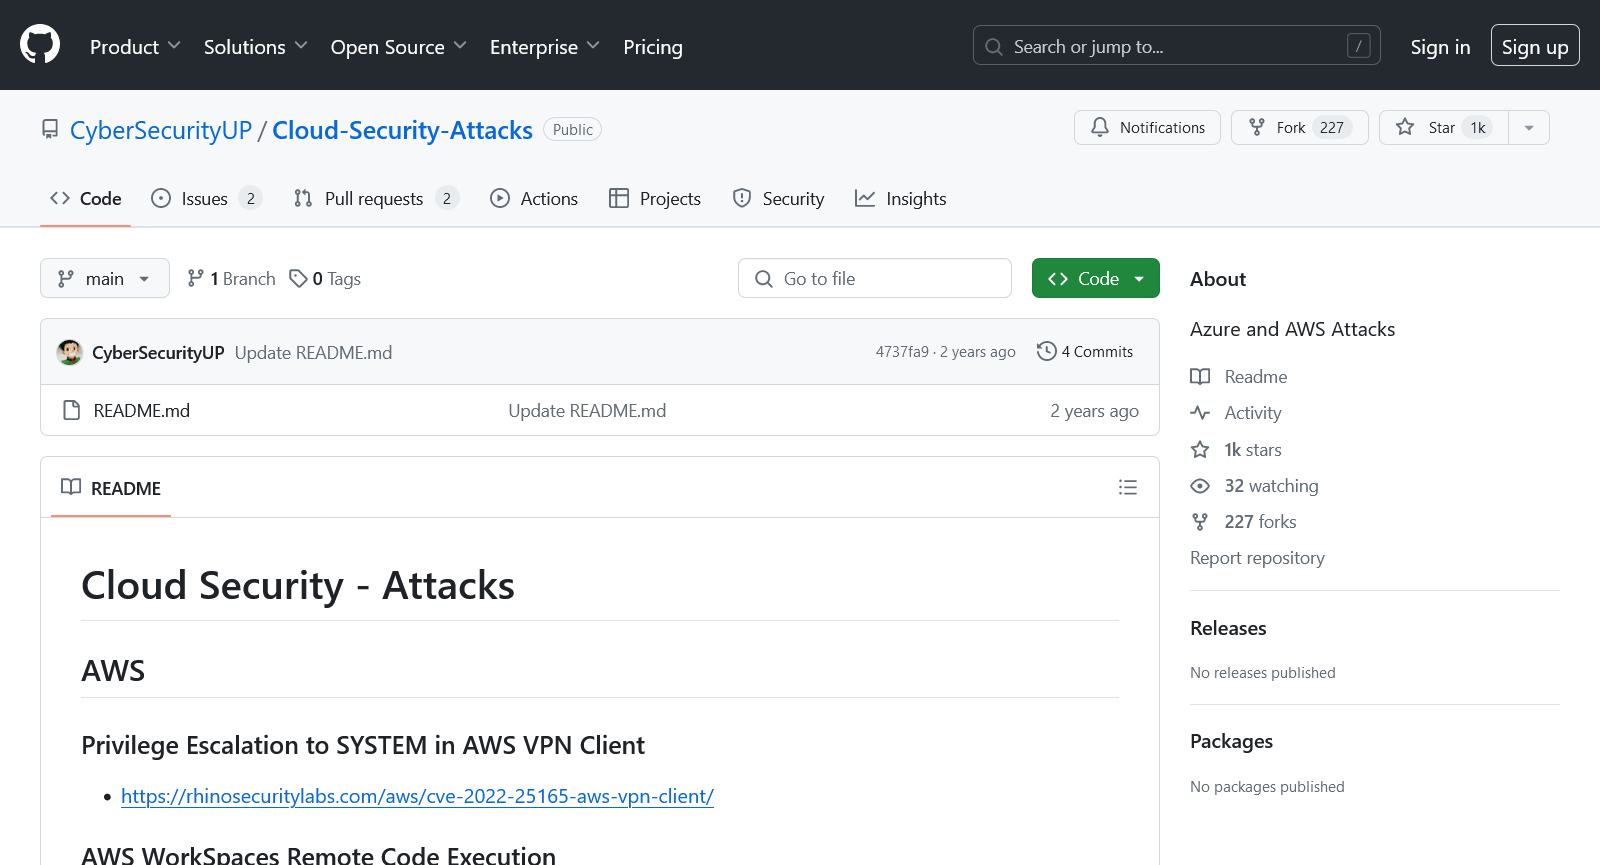 Product Solutions Open Source Enterprise Pricing Search or jump to... / Sign in Sign up
CyberSecurityUP / Cloud-Security-Attacks Public Notifications Fork 227 Star 1k
Code Issues 2 Pull requests 2 Actions Projects Security Insights
main 1 Branch 0 Tags Go to file Code
CyberSecurityUP Update README.md 4737fa9 · 2 years ago 4 Commits
README.md Update README.md 2 years ago
README
Cloud Security - Attacks
AWS
Privilege Escalation to SYSTEM in AWS VPN Client
• https://rhinosecuritylabs.com/aws/cve-2022-25165-aws-vpn-client/
AWS WorkSpaces Remote Code Execution
About
Azure and AWS Attacks
Readme
Activity
1k stars
32 watching
227 forks
Report repository
Releases
No releases published
Packages
No packages published